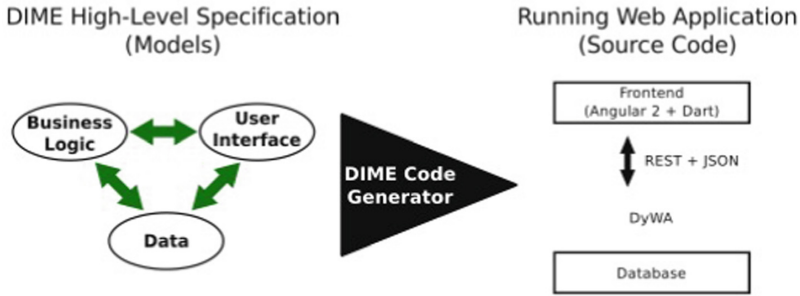 DIME High-Level Specification
(Models)
Running Web Application
(Source Code)
Business
Logic
User
Interface
Data
DIME Code
Generator
Frontend
(Angular 2 + Dart)
REST + JSON
DyWA
Database